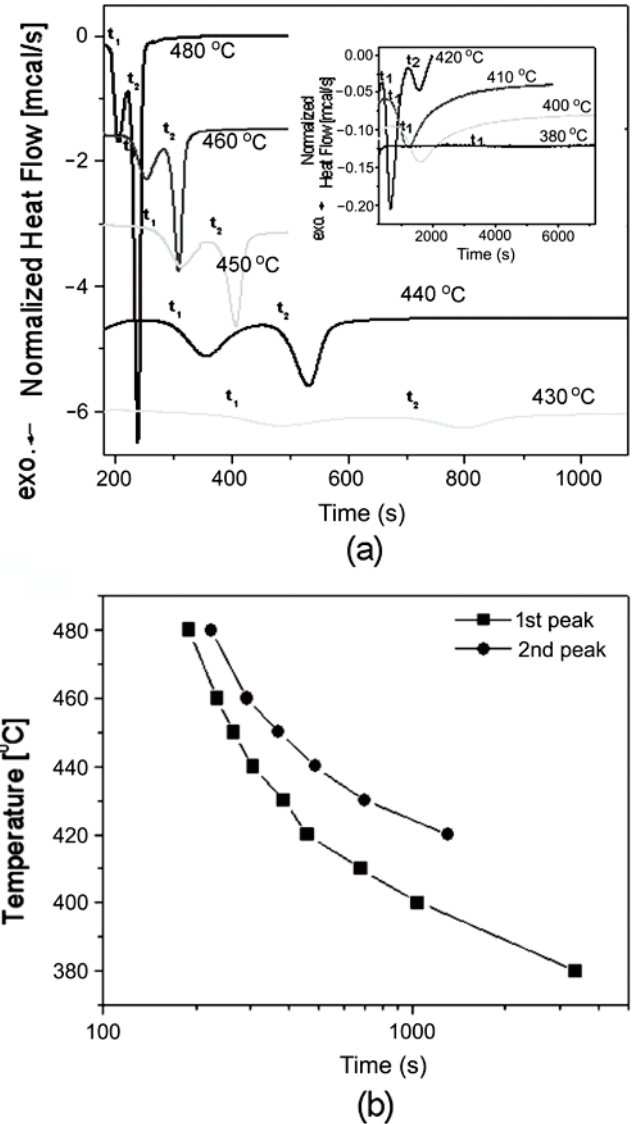 0
−2
−4
−6
exo. ← Normalized Heat Flow [mcal/s]
t1
t2
480 °C
t1
t2
460 °C
t1
t2
450 °C
t1
t2
440 °C
t1
t2
430 °C
200 400 600 800 1000
Time (s)
0.00
−0.05
−0.10
−0.15
−0.20
exo. ← Normalized Heat Flow [mcal/s]
t1
t2
420 °C
t
410 °C
t1
400 °C
t1
380 °C
2000 4000 6000
Time (s)
(a)
480
460
440
420
400
380
Temperature [°C]
1st peak
2nd peak
100 1000
Time (s)
(b)